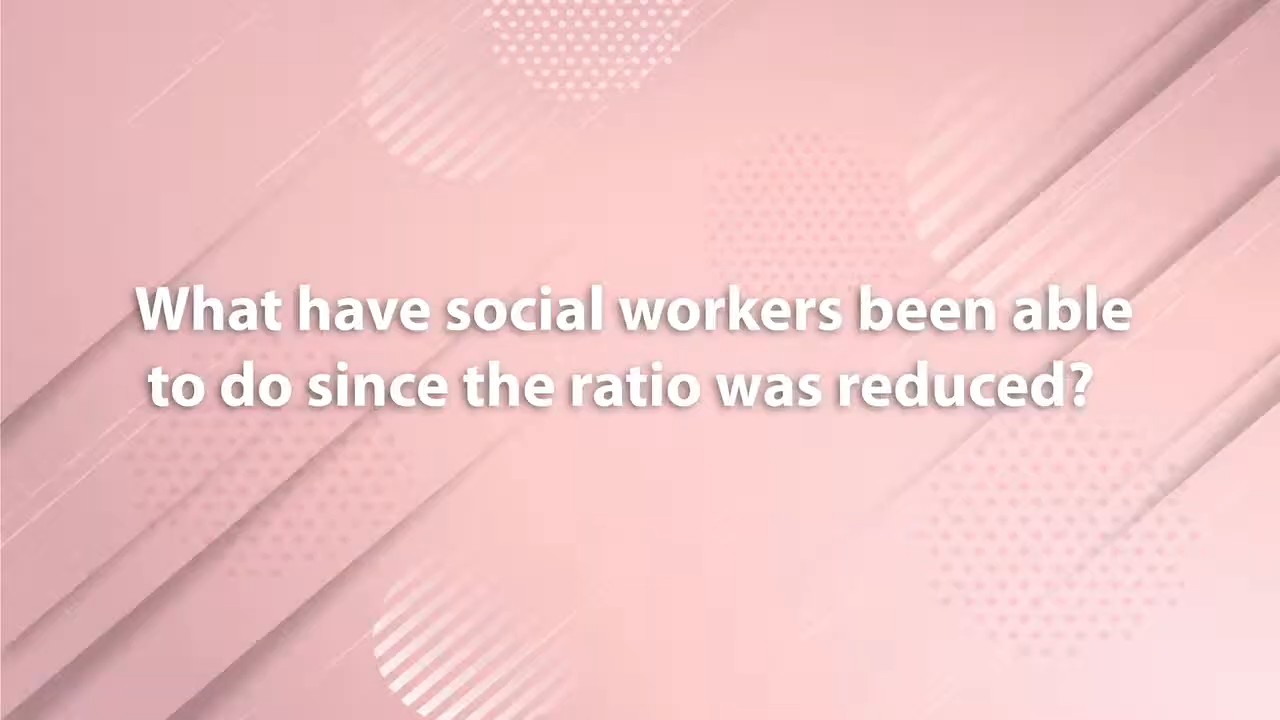 What have social workers been able
to do since the ratio was reduced?